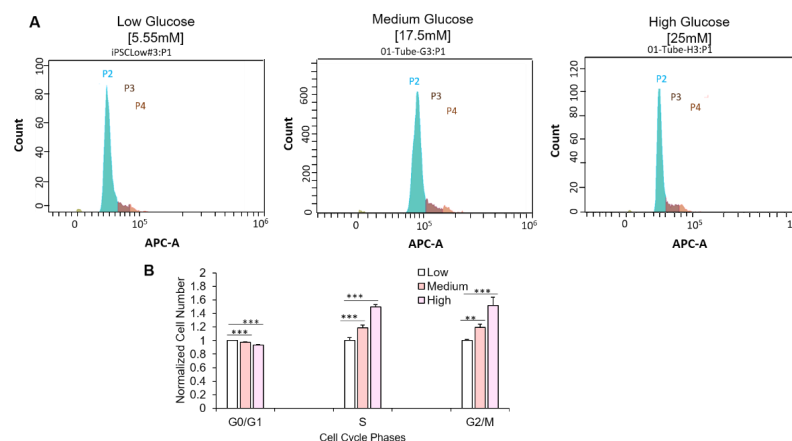 A
Low Glucose
[5.55mM]
iPSCLow#3:P1
Medium Glucose
[17.5mM]
01-Tube-G3:P1
High Glucose
[25mM]
01-Tube-H3:P1
Count
100
80
60
40
20
0
P2
P3
P4
0
10⁵
10⁶
APC-A
Count
600
400
200
0
P2
P3
P4
0
10⁵
10⁶
APC-A
Count
120
100
80
60
40
20
0
P2
P3
P4
0
10⁵
APC-A
B
Normalized Cell Number
2
1.8
1.6
1.4
1.2
1
0.8
0.6
0.4
0.2
0
Low
Medium
High
***
***
***
***
***
**
G0/G1
S
G2/M
Cell Cycle Phases